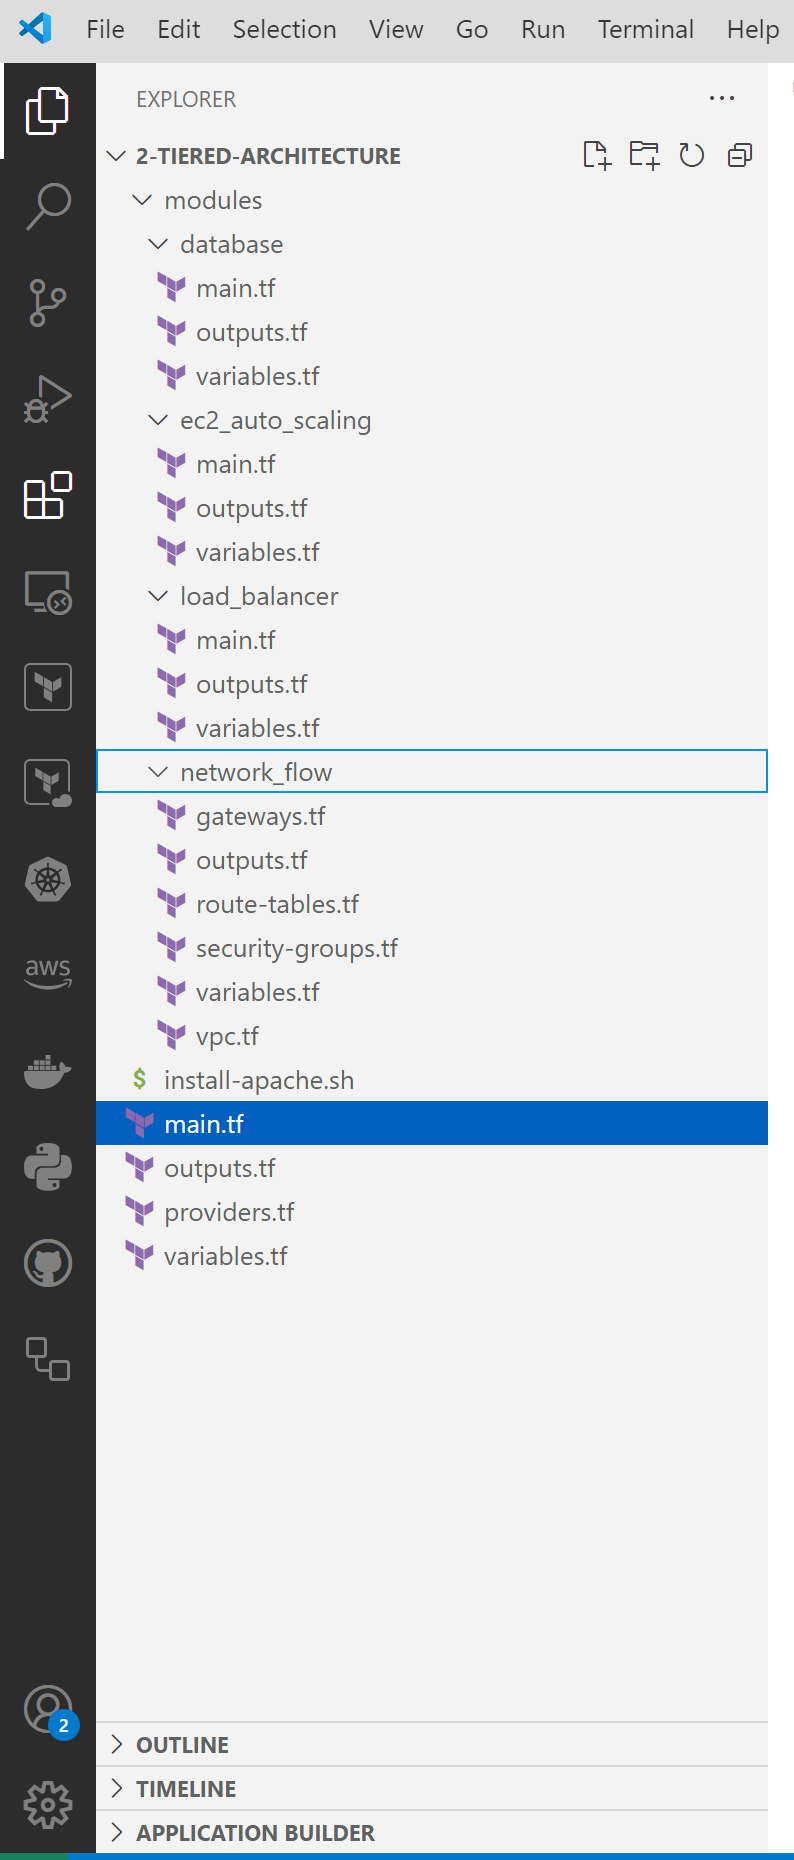 File Edit Selection View Go Run Terminal Help
EXPLORER
2-TIERED-ARCHITECTURE
modules
database
main.tf
outputs.tf
variables.tf
ec2_auto_scaling
main.tf
outputs.tf
variables.tf
load_balancer
main.tf
outputs.tf
variables.tf
network_flow
gateways.tf
outputs.tf
route-tables.tf
security-groups.tf
variables.tf
vpc.tf
$ install-apache.sh
main.tf
outputs.tf
providers.tf
variables.tf
aws
2
OUTLINE
TIMELINE
APPLICATION BUILDER